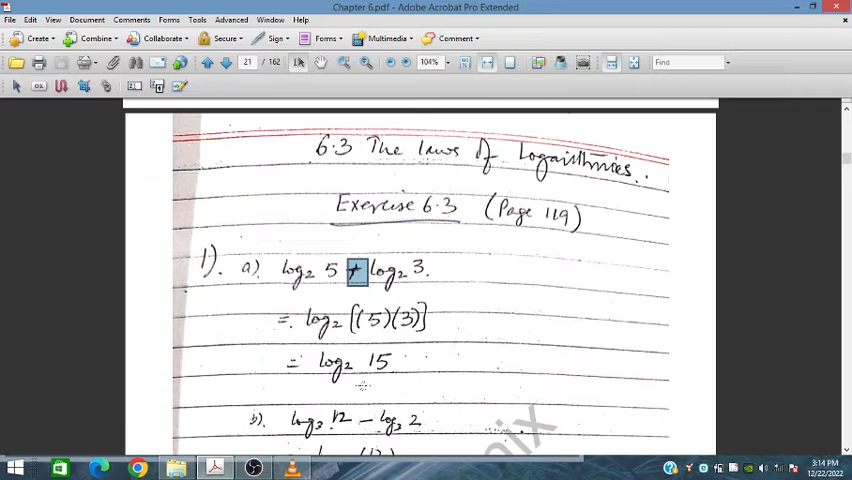 Chapter 6.pdf - Adobe Acrobat Pro Extended
File Edit View Document Comments Forms Tools Advanced Window Help
Create Combine Collaborate Secure Sign Forms Multimedia Comment
21 / 162 104% Find
6.3 The laws of Logarithmics..
Exercise 6.3 (Page 119)
1). a). log₂ 5 + log₂ 3.
=. log₂ [(5)(3)]
= log₂ 15
b). log₃ 12 - log₃ 2
3:14 PM
12/22/2022